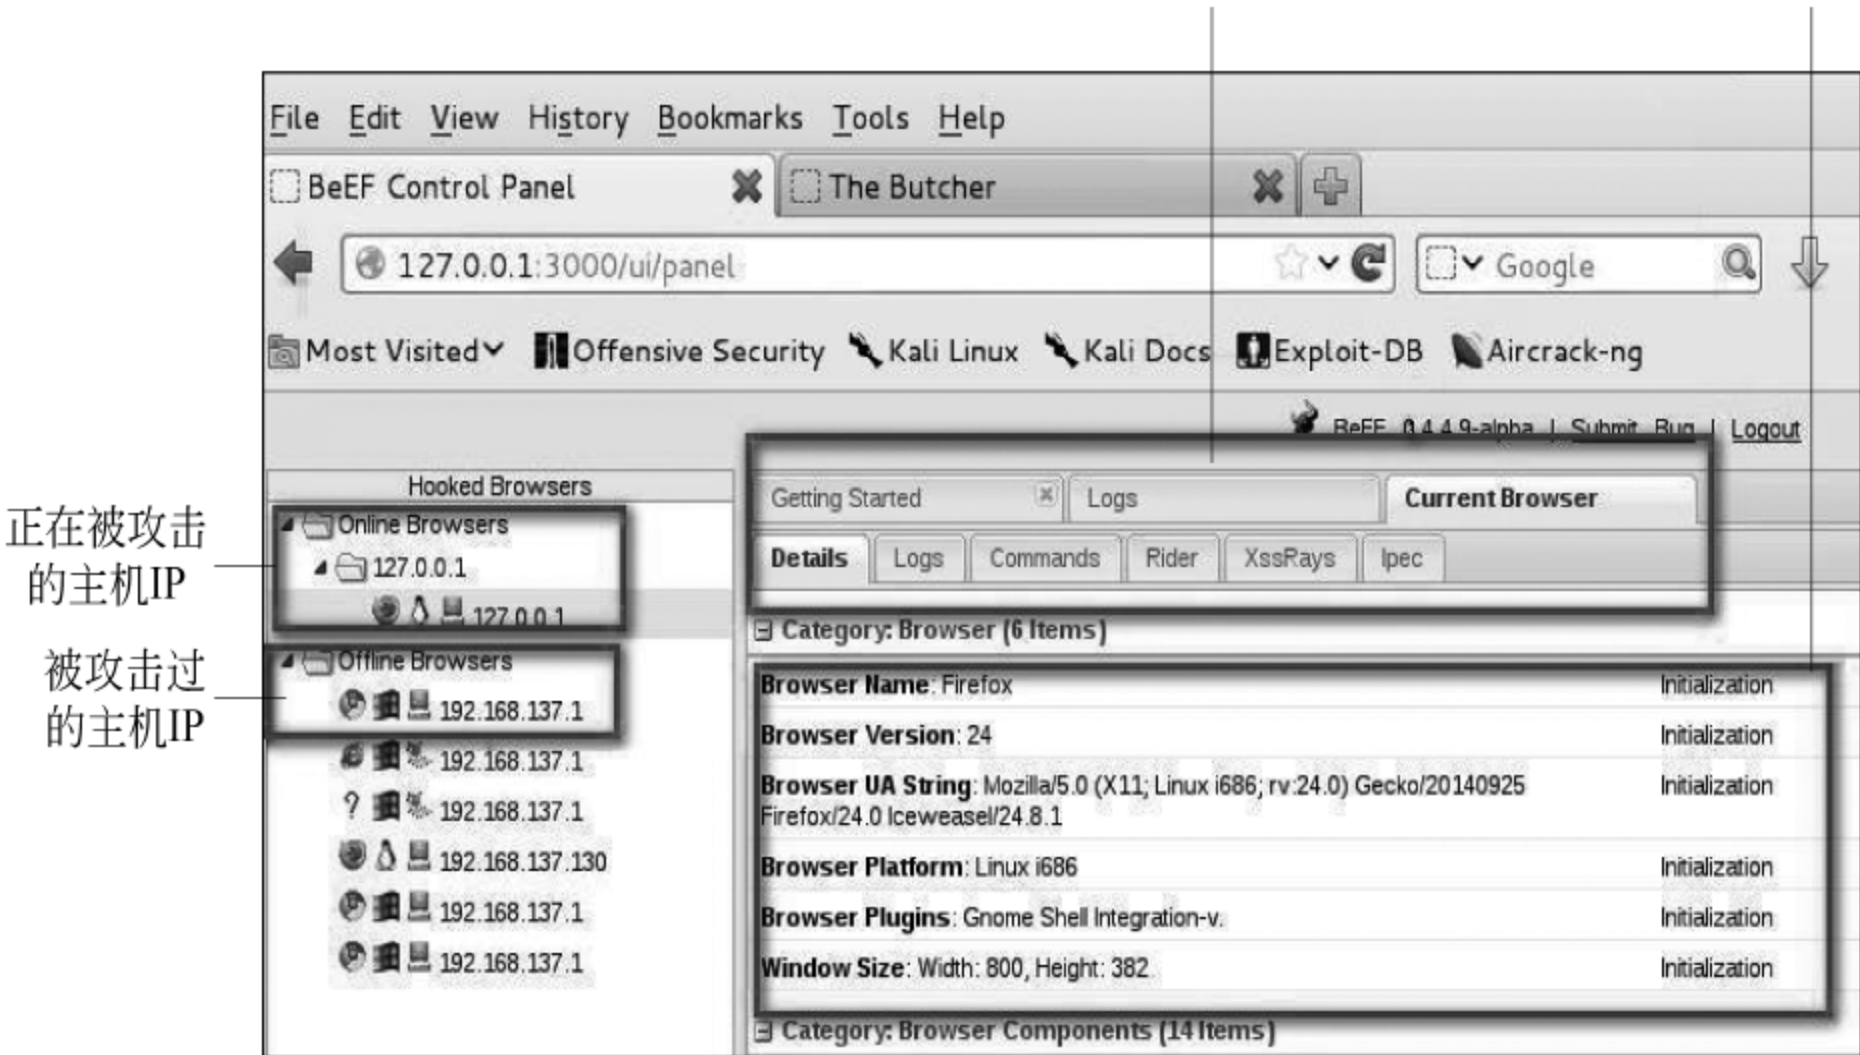 File Edit View History Bookmarks Tools Help
BeEF Control Panel
The Butcher
127.0.0.1:3000/ui/panel
Google
Most Visited
Offensive Security
Kali Linux
Kali Docs
Exploit-DB
Aircrack-ng
BeEF 0.4.4.9-alpha | Submit Bug | Logout
Hooked Browsers
Getting Started
Logs
Current Browser
正在被攻击
的主机IP
Online Browsers
127.0.0.1
127.0.0.1
Details
Logs
Commands
Rider
XssRays
Ipec
被攻击过
的主机IP
Offline Browsers
192.168.137.1
192.168.137.1
? 192.168.137.1
192.168.137.130
192.168.137.1
192.168.137.1
Category: Browser (6 Items)
Browser Name: Firefox Initialization
Browser Version: 24 Initialization
Browser UA String: Mozilla/5.0 (X11; Linux i686; rv:24.0) Gecko/20140925 Initialization
Firefox/24.0 Iceweasel/24.8.1
Browser Platform: Linux i686 Initialization
Browser Plugins: Gnome Shell Integration-v. Initialization
Window Size: Width: 800, Height: 382 Initialization
Category: Browser Components (14 Items)